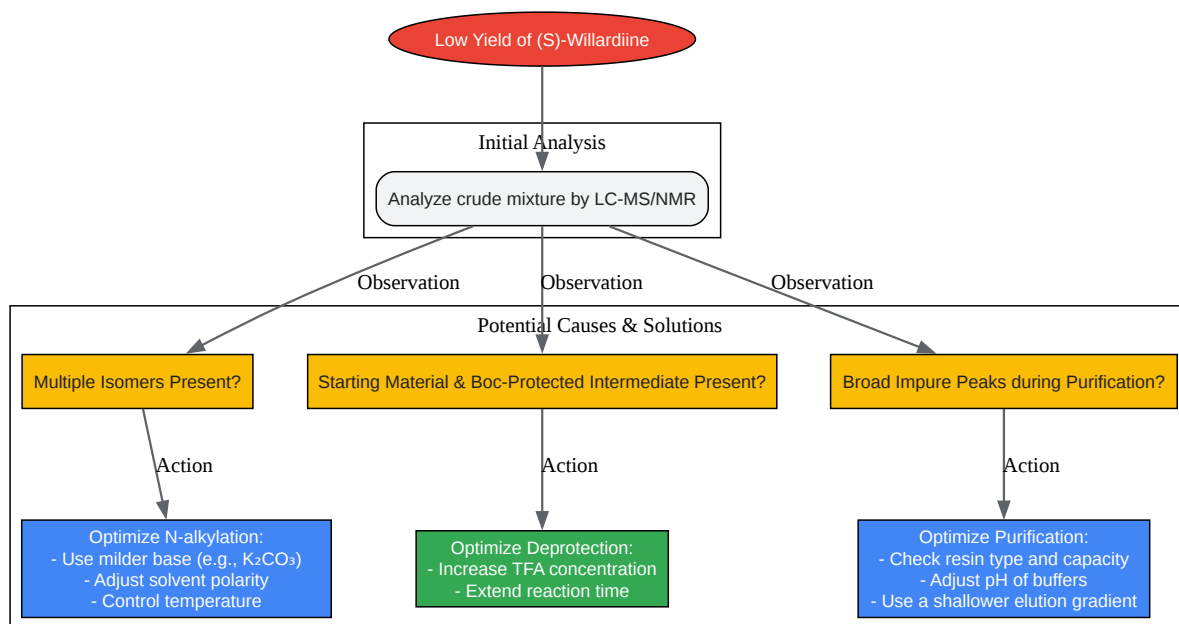 Low Yield of (S)-Willardiine
Initial Analysis
Analyze crude mixture by LC-MS/NMR
Observation
Observation
Observation
Potential Causes & Solutions
Multiple Isomers Present?
Starting Material & Boc-Protected Intermediate Present?
Broad Impure Peaks during Purification?
Action
Action
Action
Optimize N-alkylation:
- Use milder base (e.g., K₂CO₃)
- Adjust solvent polarity
- Control temperature
Optimize Deprotection:
- Increase TFA concentration
- Extend reaction time
Optimize Purification:
- Check resin type and capacity
- Adjust pH of buffers
- Use a shallower elution gradient